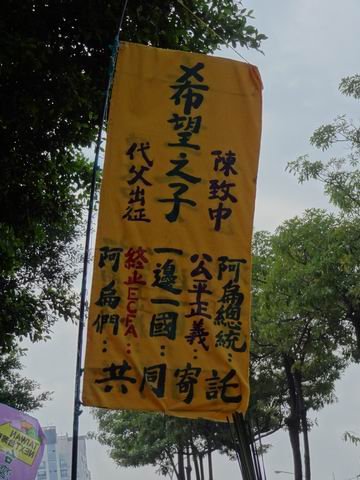 陳致中
希望之子
代父出征
阿扁總統…
公平正義…
一邊一國…
終止ECFA…
阿扁們…
共同寄託
TAIWAN